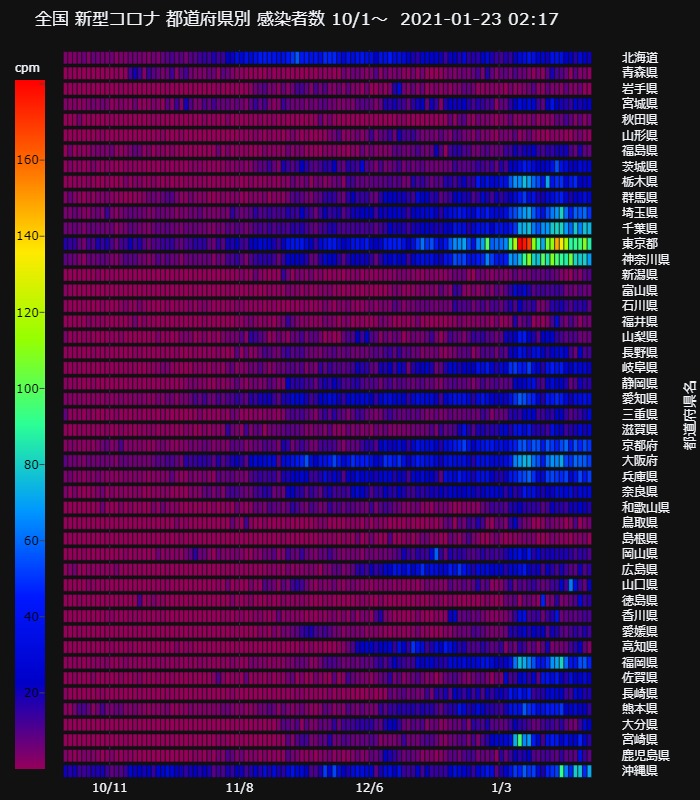 全国 新型コロナ 都道府県別 感染者数 10/1～ 2021-01-23 02:17
cpm
160
140
120
100
80
60
40
20
北海道
青森県
岩手県
宮城県
秋田県
山形県
福島県
茨城県
栃木県
群馬県
埼玉県
千葉県
東京都
神奈川県
新潟県
富山県
石川県
福井県
山梨県
長野県
岐阜県
静岡県
愛知県
三重県
滋賀県
京都府
大阪府
兵庫県
奈良県
和歌山県
鳥取県
島根県
岡山県
広島県
山口県
徳島県
香川県
愛媛県
高知県
福岡県
佐賀県
長崎県
熊本県
大分県
宮崎県
鹿児島県
沖縄県
都道府県名
10/11 11/8 12/6 1/3